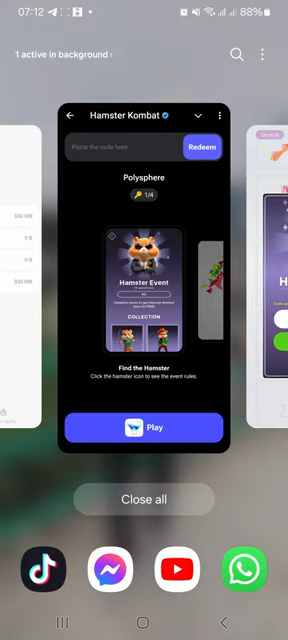 07:12
88%
1 active in background >
Hamster Kombat
Paste the code here
Redeem
Polysphere
1/4
Hamster Event
0%
COLLECTION
Find the Hamster
Click the hamster icon to see the event rules.
Play
330 MB
0 B
0 B
330 MB
Close all